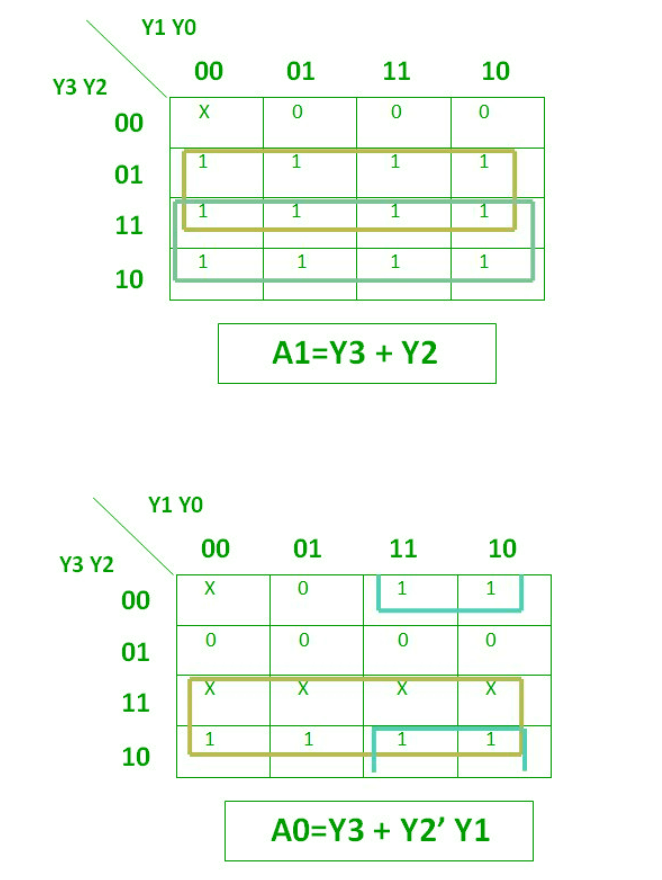 Y1 Y0
00 01 11 10
Y3 Y2
00 X 0 0 0
01 1 1 1 1
11 1 1 1 1
10 1 1 1 1
A1=Y3 + Y2
Y1 Y0
00 01 11 10
Y3 Y2
00 X 0 1 1
01 0 0 0 0
11 X X X X
10 1 1 1 1
A0=Y3 + Y2’ Y1